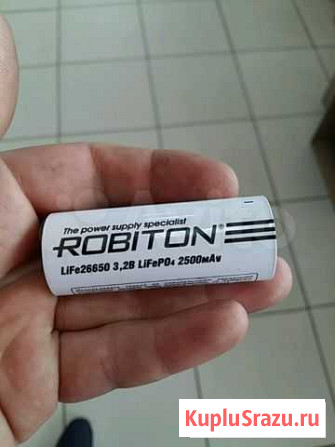 The power supply specialist
ROBITON®
LiFe26650 3,2В LiFePO4 2500мАч
KupluSrazu.ru